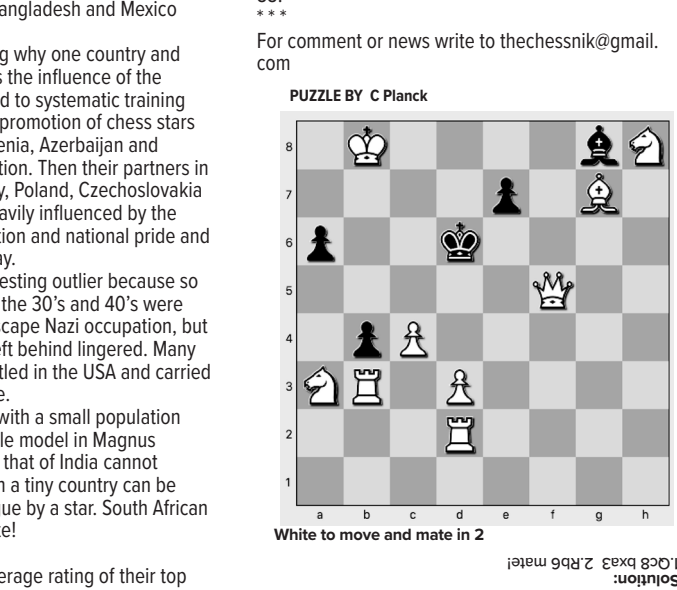 angladesh and Mexico
g why one country and
s the influence of the
d to systematic training
promotion of chess stars
enia, Azerbaijan and
tion. Then their partners in
y, Poland, Czechoslovakia
avily influenced by the
tion and national pride and
ay.
esting outlier because so
the 30's and 40's were
scape Nazi occupation, but
eft behind lingered. Many
ttled in the USA and carried
e.
with a small population
le model in Magnus
that of India cannot
n a tiny country can be
gue by a star. South African
te!
erage rating of their top
* * *
For comment or news write to thechessnik@gmail.
com
PUZZLE BY C Planck
8
7
6
5
4
3
2
1
a b c d e f g h
White to move and mate in 2
Solution:
1.Qc8 bxa3 2.Rb6 mate!